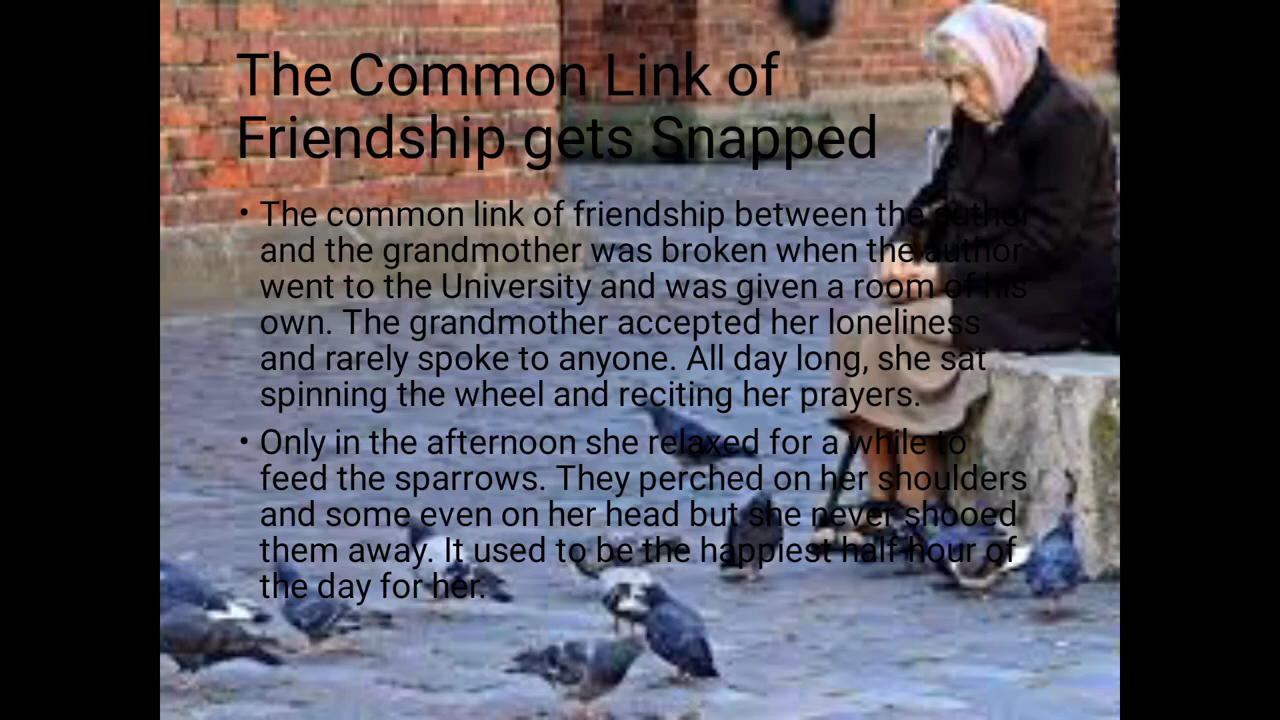 The Common Link of
Friendship gets Snapped
• The common link of friendship between the author
and the grandmother was broken when the author
went to the University and was given a room of his
own. The grandmother accepted her loneliness
and rarely spoke to anyone. All day long, she sat
spinning the wheel and reciting her prayers.
• Only in the afternoon she relaxed for a while to
feed the sparrows. They perched on her shoulders
and some even on her head but she never shooed
them away. It used to be the happiest half-hour of
the day for her.